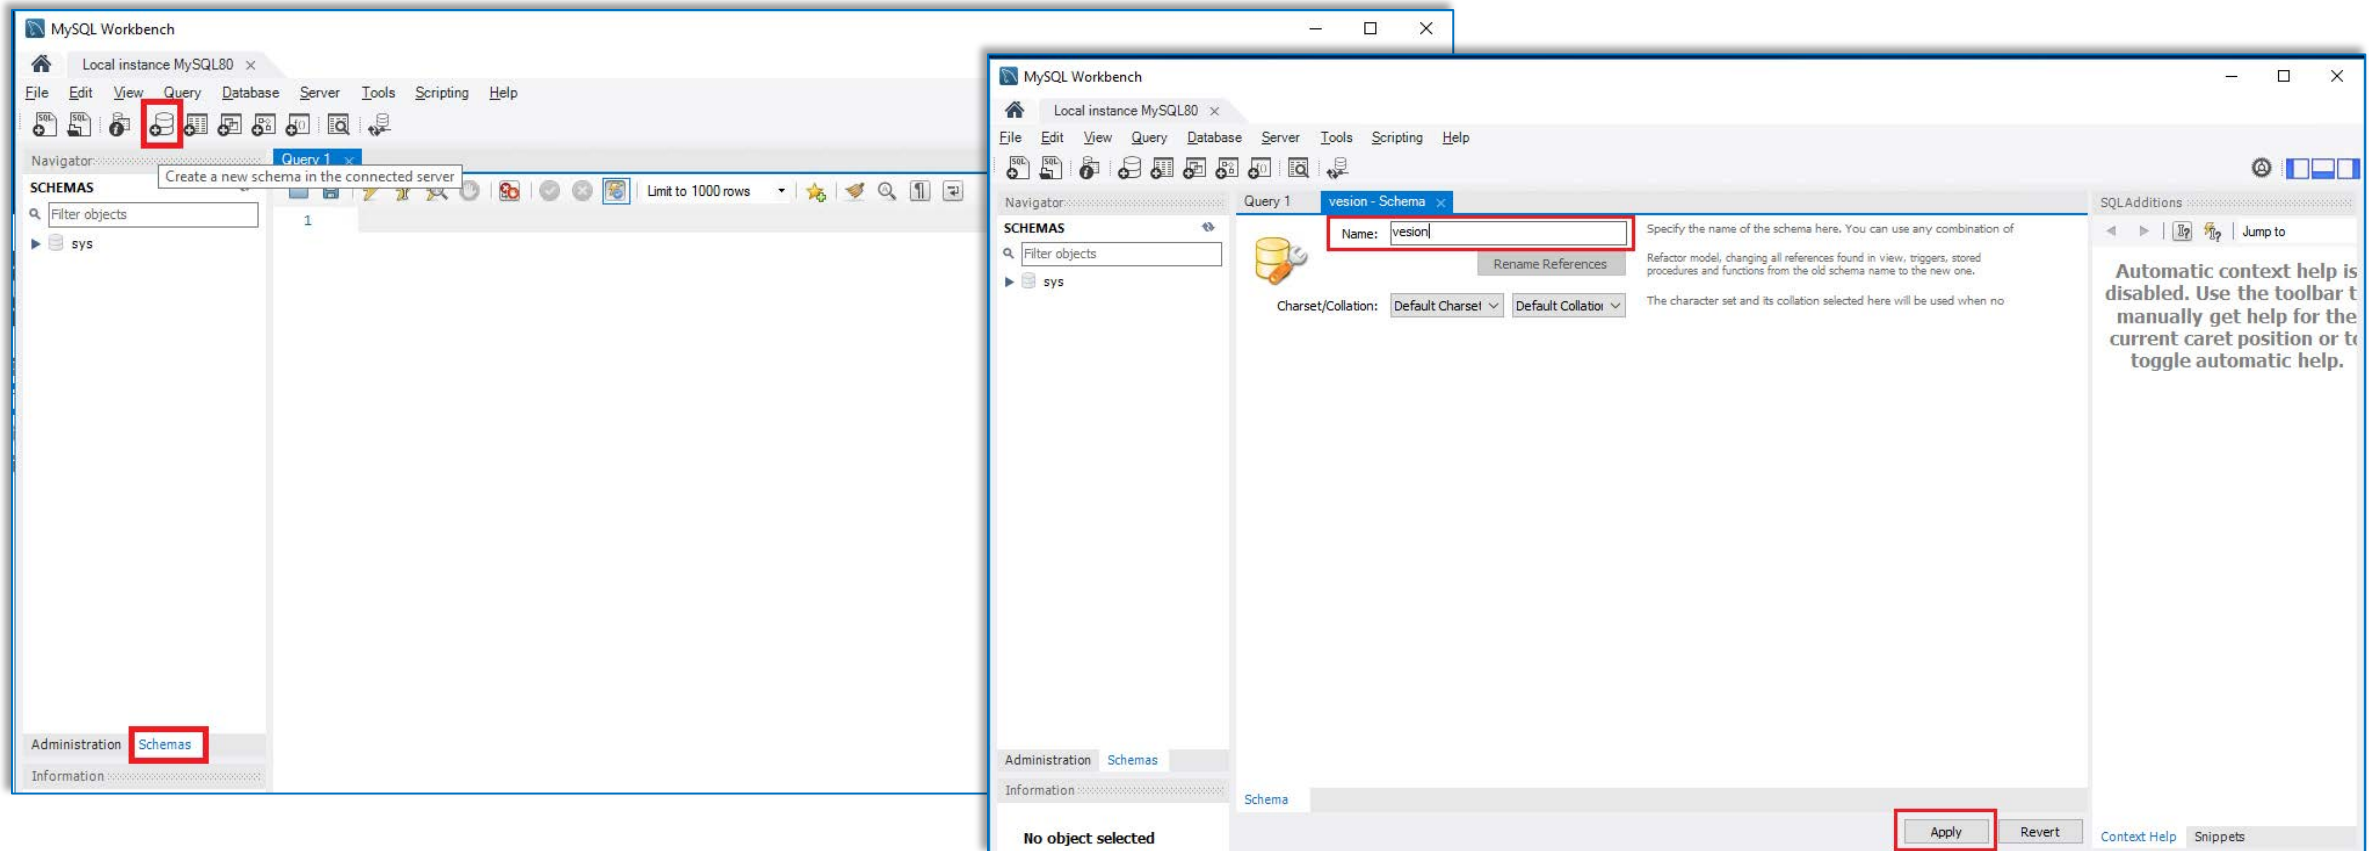 MySQL Workbench
Local instance MySQL80
File Edit View Query Database Server Tools Scripting Help
Navigator
Query 1
Create a new schema in the connected server
SCHEMAS
Limit to 1000 rows
Filter objects
1
sys
Administration Schemas
Information
MySQL Workbench
Local instance MySQL80
File Edit View Query Database Server Tools Scripting Help
Navigator
Query 1 vesion - Schema
SQLAdditions
SCHEMAS
Filter objects
sys
Name: vesion
Specify the name of the schema here. You can use any combination of
Rename References
Refactor model, changing all references found in view, triggers, stored
procedures and functions from the old schema name to the new one.
Charset/Collation: Default Charset Default Collation
The character set and its collation selected here will be used when no
Jump to
Automatic context help is
disabled. Use the toolbar t
manually get help for the
current caret position or to
toggle automatic help.
Administration Schemas
Information
Schema
No object selected
Apply Revert
Context Help Snippets